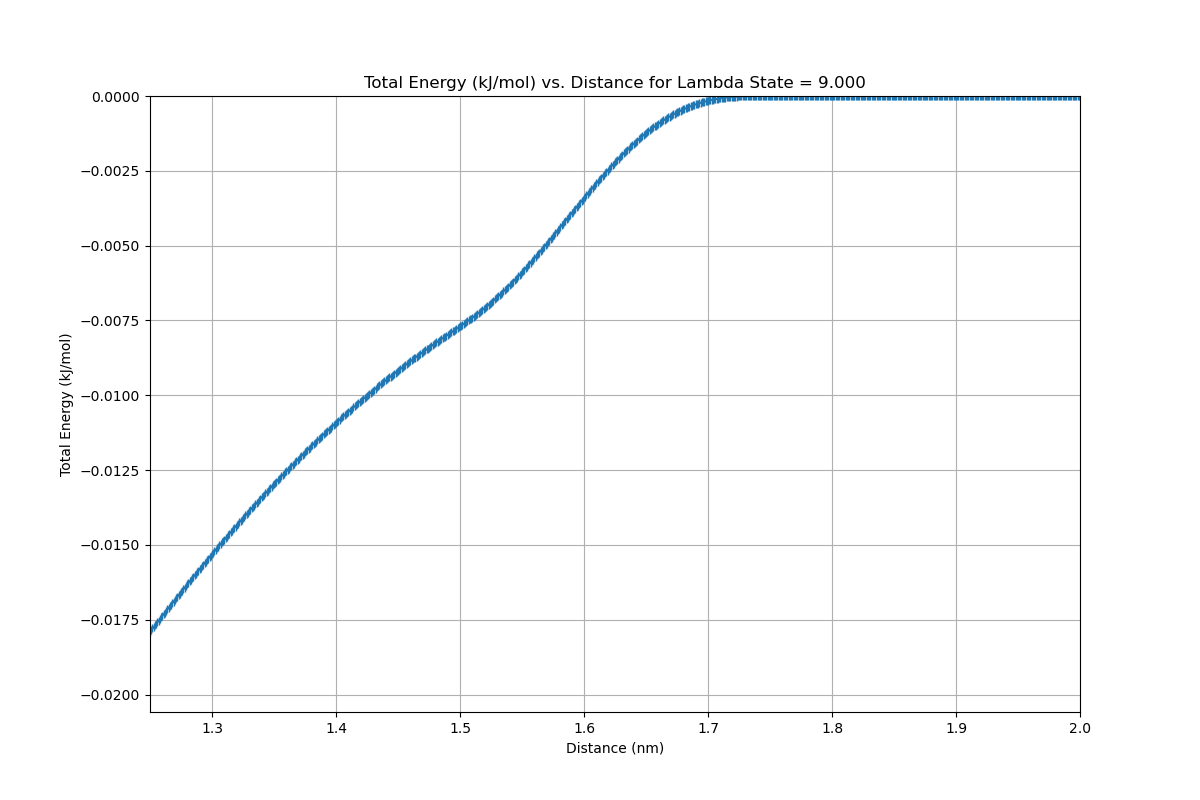 Total Energy (kJ/mol) vs. Distance for Lambda State = 9.000
0.0000
−0.0025
−0.0050
−0.0075
−0.0100
−0.0125
−0.0150
−0.0175
−0.0200
Total Energy (kJ/mol)
1.3 1.4 1.5 1.6 1.7 1.8 1.9 2.0
Distance (nm)